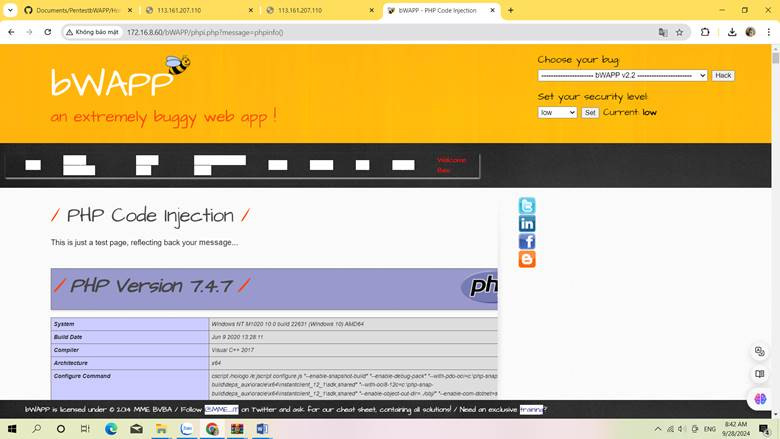 Documents/PentestbWAPP/Ho
113.161.207.110
113.161.207.110
bWAPP - PHP Code Injection
Không bảo mật
172.16.8.60/bWAPP/phpi.php?message=phpinfo()
bWAPP
an extremely buggy web app !
Choose your bug:
---------------------- bWAPP v2.2 -----------------------
Hack
Set your security level:
low
Set
Current: low
Welcome
Bee
/ PHP Code Injection /
This is just a test page, reflecting back your message...
/ PHP Version 7.4.7 /
php
System
Windows NT M1020 10.0 build 22631 (Windows 10) AMD64
Build Date
Jun 9 2020 13:28:11
Compiler
Visual C++ 2017
Architecture
x64
Configure Command
cscript /nologo /e:jscript configure.js "--enable-snapshot-build" "--enable-debug-pack" "--with-pdo-oci=c:\php-snap-
build\deps_aux\oracle\x64\instantclient_12_1\sdk,shared" "--with-oci8-12c=c:\php-snap-
build\deps_aux\oracle\x64\instantclient_12_1\sdk,shared" "--enable-object-out-dir=../obj/" "--enable-com-dotnet=s
bWAPP is licensed under © 2014 MME BVBA / Follow @MME_IT on Twitter and ask for our cheat sheet, containing all solutions! / Need an exclusive training?
ENG
8:42 AM
9/28/2024